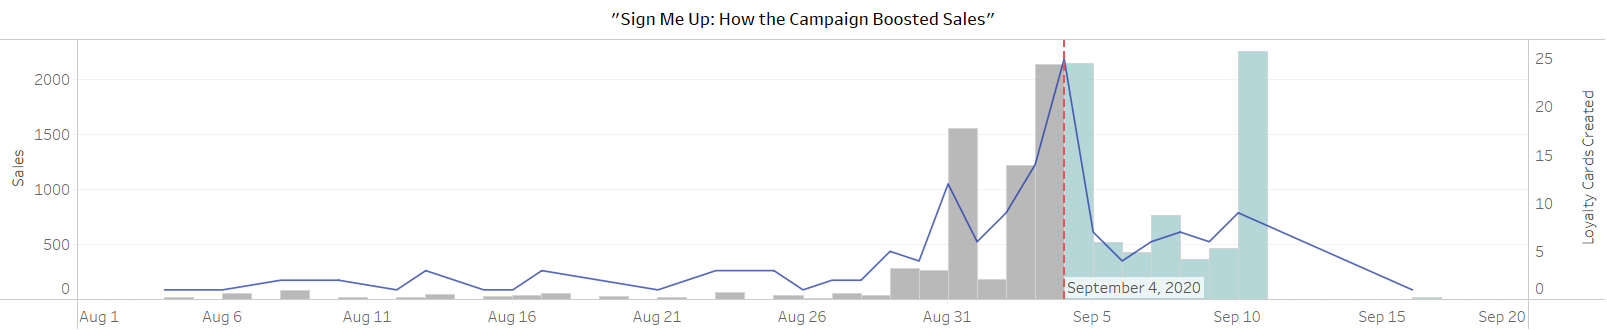 "Sign Me Up: How the Campaign Boosted Sales"
2000
1500
1000
500
0
Sales
25
20
15
10
5
0
Loyalty Cards Created
September 4, 2020
Aug 1 Aug 6 Aug 11 Aug 16 Aug 21 Aug 26 Aug 31 Sep 5 Sep 10 Sep 15 Sep 20